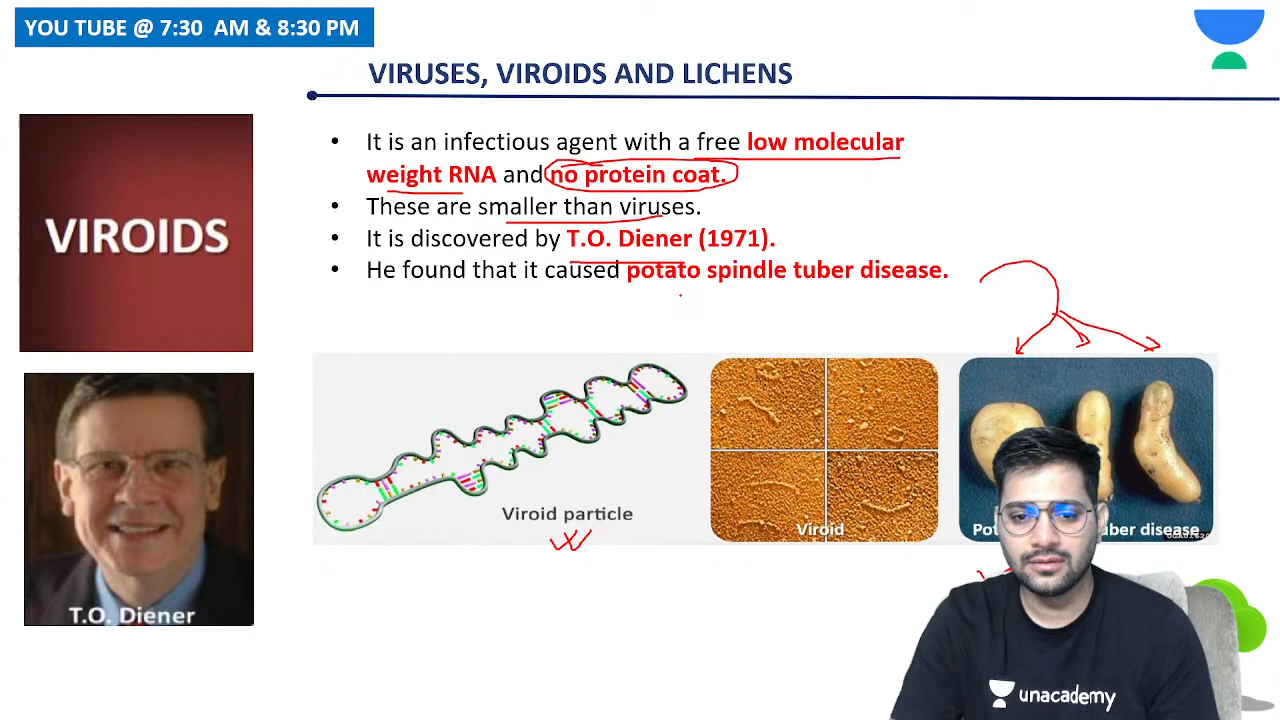 YOU TUBE @ 7:30 AM & 8:30 PM
VIRUSES, VIROIDS AND LICHENS
VIROIDS
• It is an infectious agent with a free low molecular
weight RNA and no protein coat.
• These are smaller than viruses.
• It is discovered by T.O. Diener (1971).
• He found that it caused potato spindle tuber disease.
Viroid particle
Viroid
uber disease
T.O. Diener
unacademy